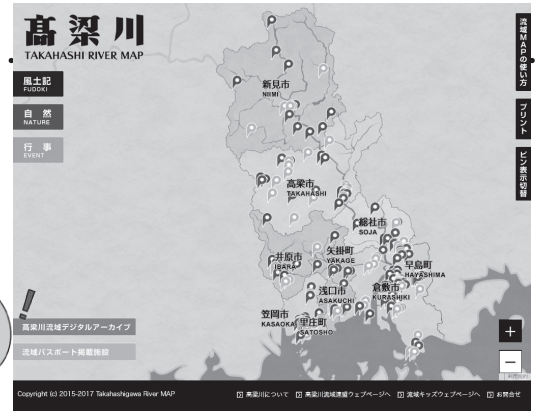 髙梁川
TAKAHASHI RIVER MAP
風土記
FUDOKI
自然
NATURE
行事
EVENT
流域MAPの使い方
プリント
ピン表示切替
新見市
NIIMI
高梁市
TAKAHASHI
総社市
SOJA
井原市
IBARA
矢掛町
YAKAGE
早島町
HAYASHIMA
浅口市
ASAKUCHI
倉敷市
KURASHIKI
笠岡市
KASAOKA
里庄町
SATOSHO
高梁川流域デジタルアーカイブ
流域パスポート掲載施設
+
−
Copyright (c) 2015-2017 Takahashigawa River MAP
高梁川について
高梁川流域連盟ウェブページへ
流域キッズウェブページへ
お問合せ